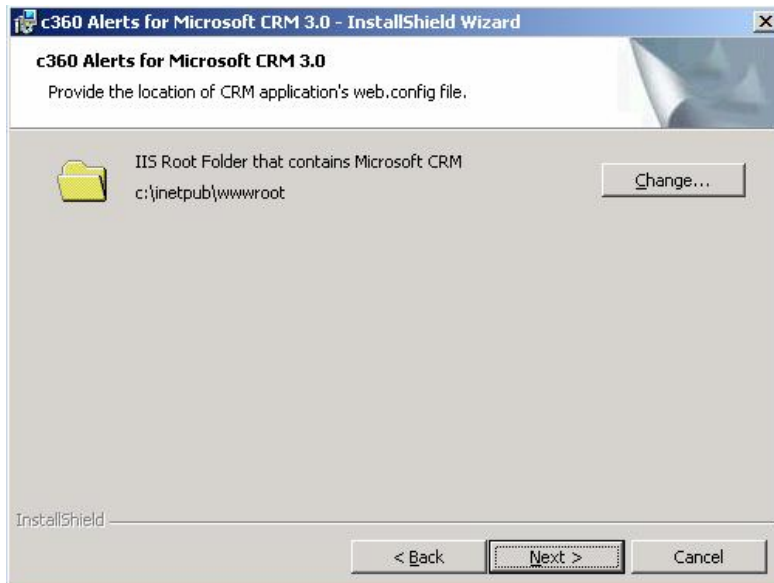 c360 Alerts for Microsoft CRM 3.0 - InstallShield Wizard
c360 Alerts for Microsoft CRM 3.0
Provide the location of CRM application's web.config file.
IIS Root Folder that contains Microsoft CRM
Change...
c:\inetpub\wwwroot
InstallShield
< Back
Next >
Cancel